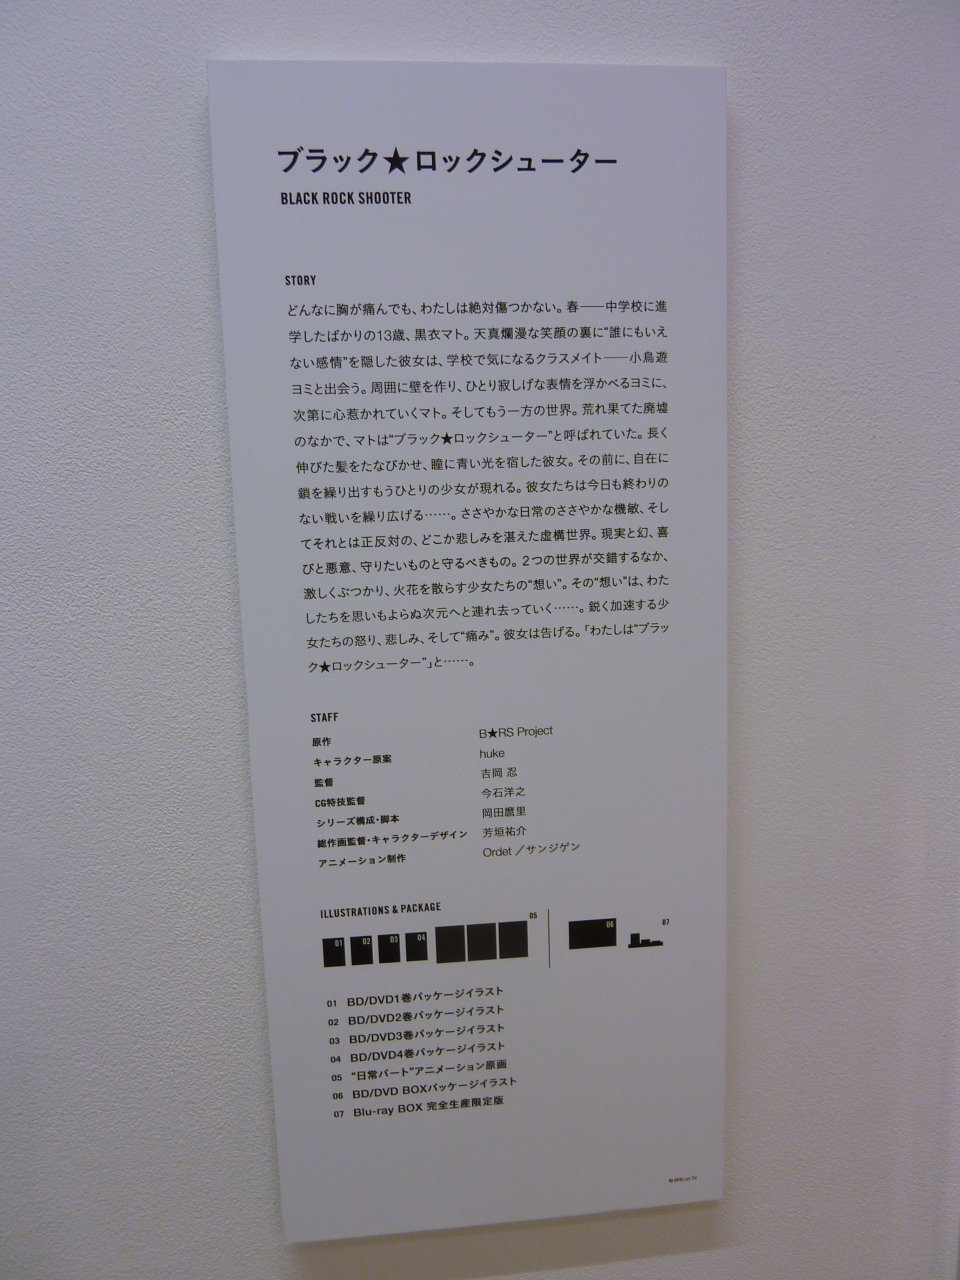 ブラック★ロックシューター
BLACK ROCK SHOOTER
STORY
どんなに胸が痛んでも、わたしは絶対傷つかない。春――中学校に進
学したばかりの13歳、黒衣マト。天真爛漫な笑顔の裏に“誰にもいえ
ない感情”を隠した彼女は、学校で気になるクラスメイト――小鳥遊
ヨミと出会う。周囲に壁を作り、ひとり寂しげな表情を浮かべるヨミに、
次第に心惹かれていくマト。そしてもう一方の世界。荒れ果てた廃墟
のなかで、マトは“ブラック★ロックシューター”と呼ばれていた。長く
伸びた髪をたなびかせ、瞳に青い光を宿した彼女。その前に、自在に
鎖を繰り出すもうひとりの少女が現れる。彼女たちは今日も終わりの
ない戦いを繰り広げる……。ささやかな日常のささやかな機敏、そし
てそれとは正反対の、どこか悲しみを湛えた虚構世界。現実と幻、喜
びと悪意、守りたいものと守るべきもの。2つの世界が交錯するなか、
激しくぶつかり、火花を散らす少女たちの“想い”。その“想い”は、わた
したちを思いもよらぬ次元へと連れ去っていく……。鋭く加速する少
女たちの怒り、悲しみ、そして“痛み”。彼女は告げる。「わたしは“ブラッ
ク★ロックシューター”」と……。
STAFF
原作 B★RS Project
キャラクター原案 huke
監督 吉岡 忍
CG特技監督 今石洋之
シリーズ構成・脚本 岡田麿里
総作画監督・キャラクターデザイン 芳垣祐介
アニメーション制作 Ordet／サンジゲン
ILLUSTRATIONS & PACKAGE
01 02 03 04 05 06 07
01 BD/DVD1巻パッケージイラスト
02 BD/DVD2巻パッケージイラスト
03 BD/DVD3巻パッケージイラスト
04 BD/DVD4巻パッケージイラスト
05 “日常パート”アニメーション原画
06 BD/DVD BOXパッケージイラスト
07 Blu-ray BOX 完全生産限定版
© BRS on TV